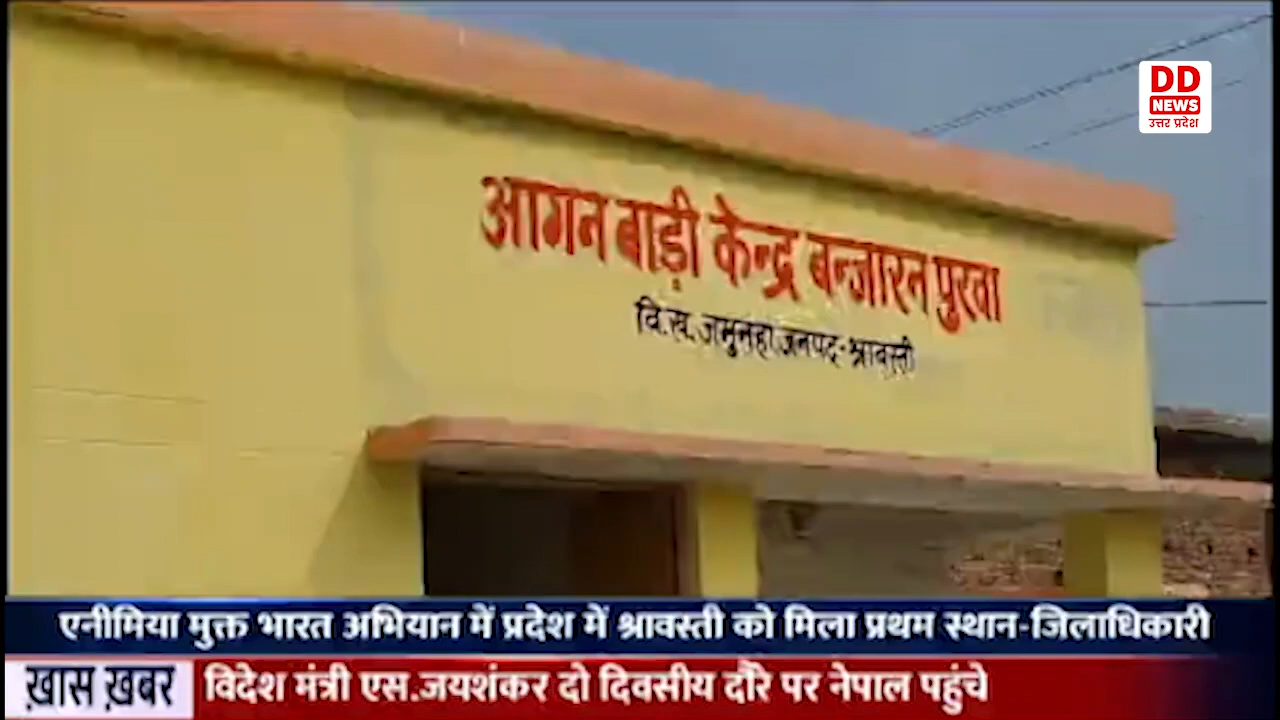 DD
NEWS
उत्तर प्रदेश
आगन बाड़ी केन्द्र बन्जारन पुरवा
वि.ख. जमुनहा जनपद-श्रावस्ती
एनीमिया मुक्त भारत अभियान में प्रदेश में श्रावस्ती को मिला प्रथम स्थान-जिलाधिकारी
ख़ास ख़बर
विदेश मंत्री एस.जयशंकर दो दिवसीय दौरे पर नेपाल पहुंचे